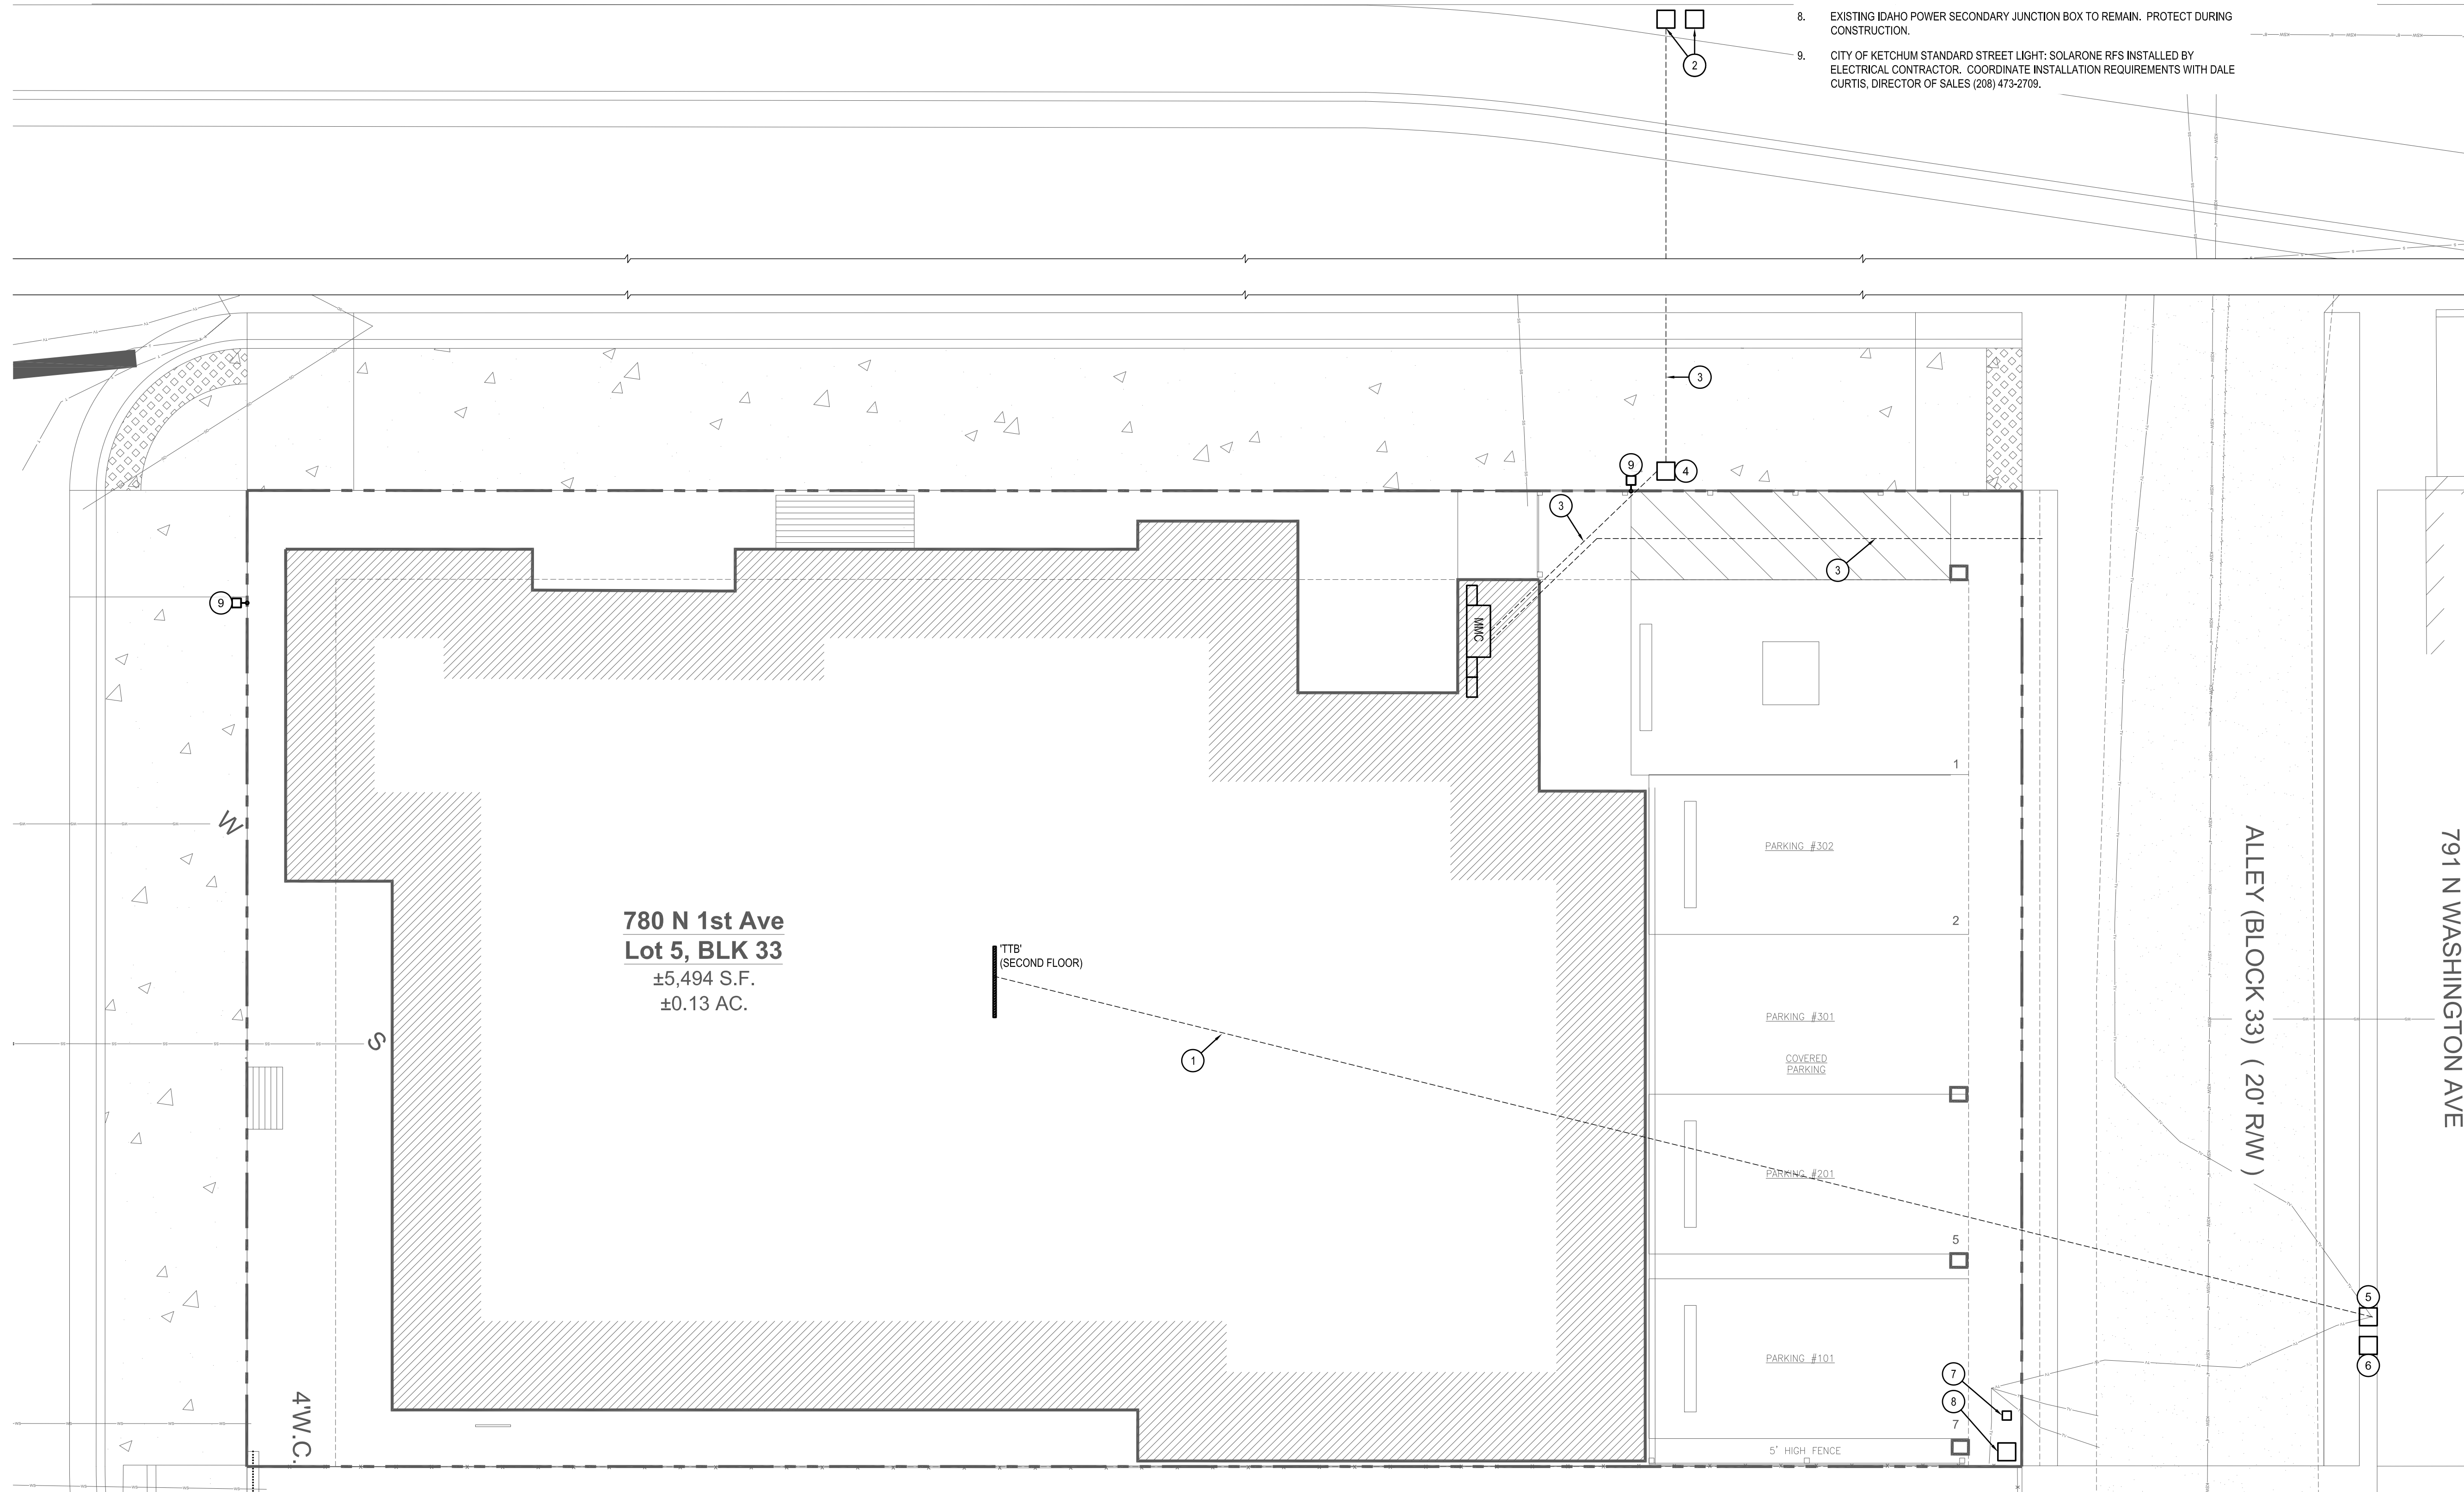 8. EXISTING IDAHO POWER SECONDARY JUNCTION BOX TO REMAIN. PROTECT DURING
CONSTRUCTION.
9. CITY OF KETCHUM STANDARD STREET LIGHT: SOLARONE RFS INSTALLED BY
ELECTRICAL CONTRACTOR. COORDINATE INSTALLATION REQUIREMENTS WITH DALE
CURTIS, DIRECTOR OF SALES (208) 473-2709.
2
3
9
4
3
3
9
MMC
1
W
PARKING #302
2
780 N 1st Ave
Lot 5, BLK 33
±5,494 S.F.
±0.13 AC.
'TTB'
(SECOND FLOOR)
1
S
PARKING #301
COVERED
PARKING
PARKING #201
5
ALLEY (BLOCK 33) ( 20' R/W )
791 N WASHINGTON AVE
5
6
PARKING #101
7
8
7
5' HIGH FENCE
4'W.C.